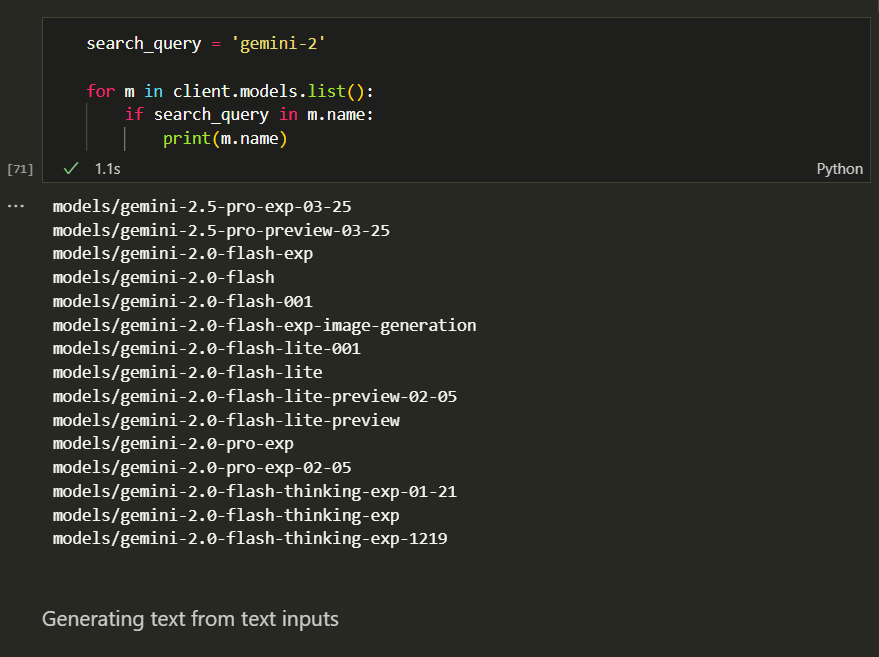 search_query = 'gemini-2'
for m in client.models.list():
    if search_query in m.name:
        print(m.name)
[71] ✓ 1.1s Python
... models/gemini-2.5-pro-exp-03-25
models/gemini-2.5-pro-preview-03-25
models/gemini-2.0-flash-exp
models/gemini-2.0-flash
models/gemini-2.0-flash-001
models/gemini-2.0-flash-exp-image-generation
models/gemini-2.0-flash-lite-001
models/gemini-2.0-flash-lite
models/gemini-2.0-flash-lite-preview-02-05
models/gemini-2.0-flash-lite-preview
models/gemini-2.0-pro-exp
models/gemini-2.0-pro-exp-02-05
models/gemini-2.0-flash-thinking-exp-01-21
models/gemini-2.0-flash-thinking-exp
models/gemini-2.0-flash-thinking-exp-1219
Generating text from text inputs